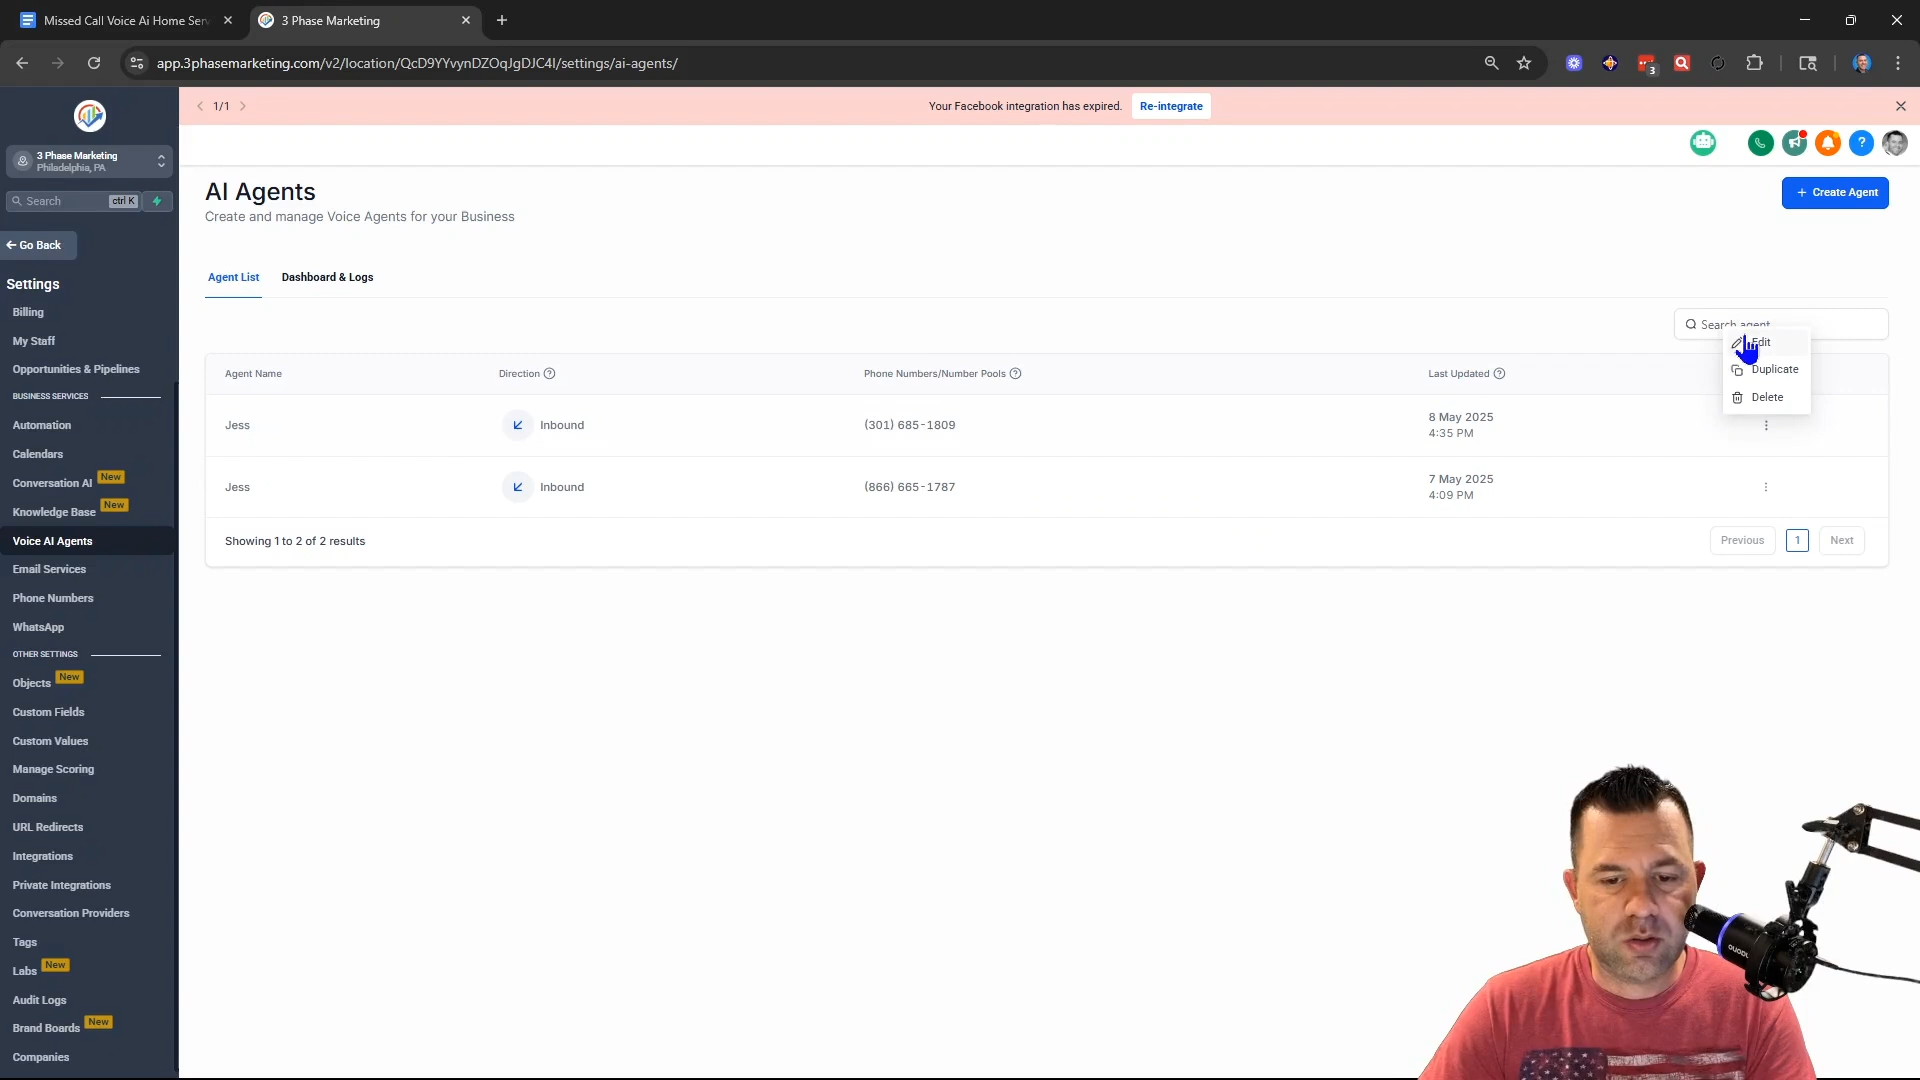 Missed Call Voice Ai Home Serv
3 Phase Marketing
app.3phasemarketing.com/v2/location/QcD9YYvynDZOqJgDJC4I/settings/ai-agents/
3
1/1
Your Facebook integration has expired.
Re-integrate
3 Phase Marketing
Philadelphia, PA
Search
ctrl K
Go Back
Settings
Billing
My Staff
Opportunities & Pipelines
BUSINESS SERVICES
Automation
Calendars
Conversation AI New
Knowledge Base New
Voice AI Agents
Email Services
Phone Numbers
WhatsApp
OTHER SETTINGS
Objects New
Custom Fields
Custom Values
Manage Scoring
Domains
URL Redirects
Integrations
Private Integrations
Conversation Providers
Tags
Labs New
Audit Logs
Brand Boards New
Companies
AI Agents
Create and manage Voice Agents for your Business
+ Create Agent
Agent List
Dashboard & Logs
Search agent
Edit
Duplicate
Delete
Agent Name
Direction
Phone Numbers/Number Pools
Last Updated
Jess
Inbound
(301) 685-1809
8 May 2025
4:35 PM
Jess
Inbound
(866) 665-1787
7 May 2025
4:09 PM
Showing 1 to 2 of 2 results
Previous
1
Next